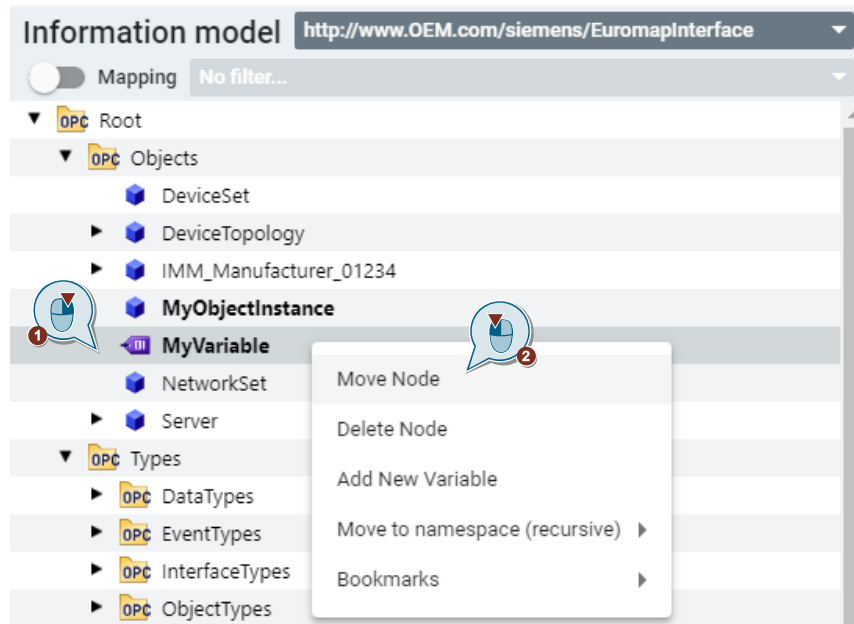 Information model http://www.OEM.com/siemens/EuromapInterface
Mapping No filter...
OPC Root
OPC Objects
DeviceSet
DeviceTopology
IMM_Manufacturer_01234
MyObjectInstance
1
MyVariable
2
Move Node
NetworkSet
Delete Node
Server
OPC Types
Add New Variable
OPC DataTypes
Move to namespace (recursive)
OPC EventTypes
OPC InterfaceTypes
Bookmarks
OPC ObjectTypes